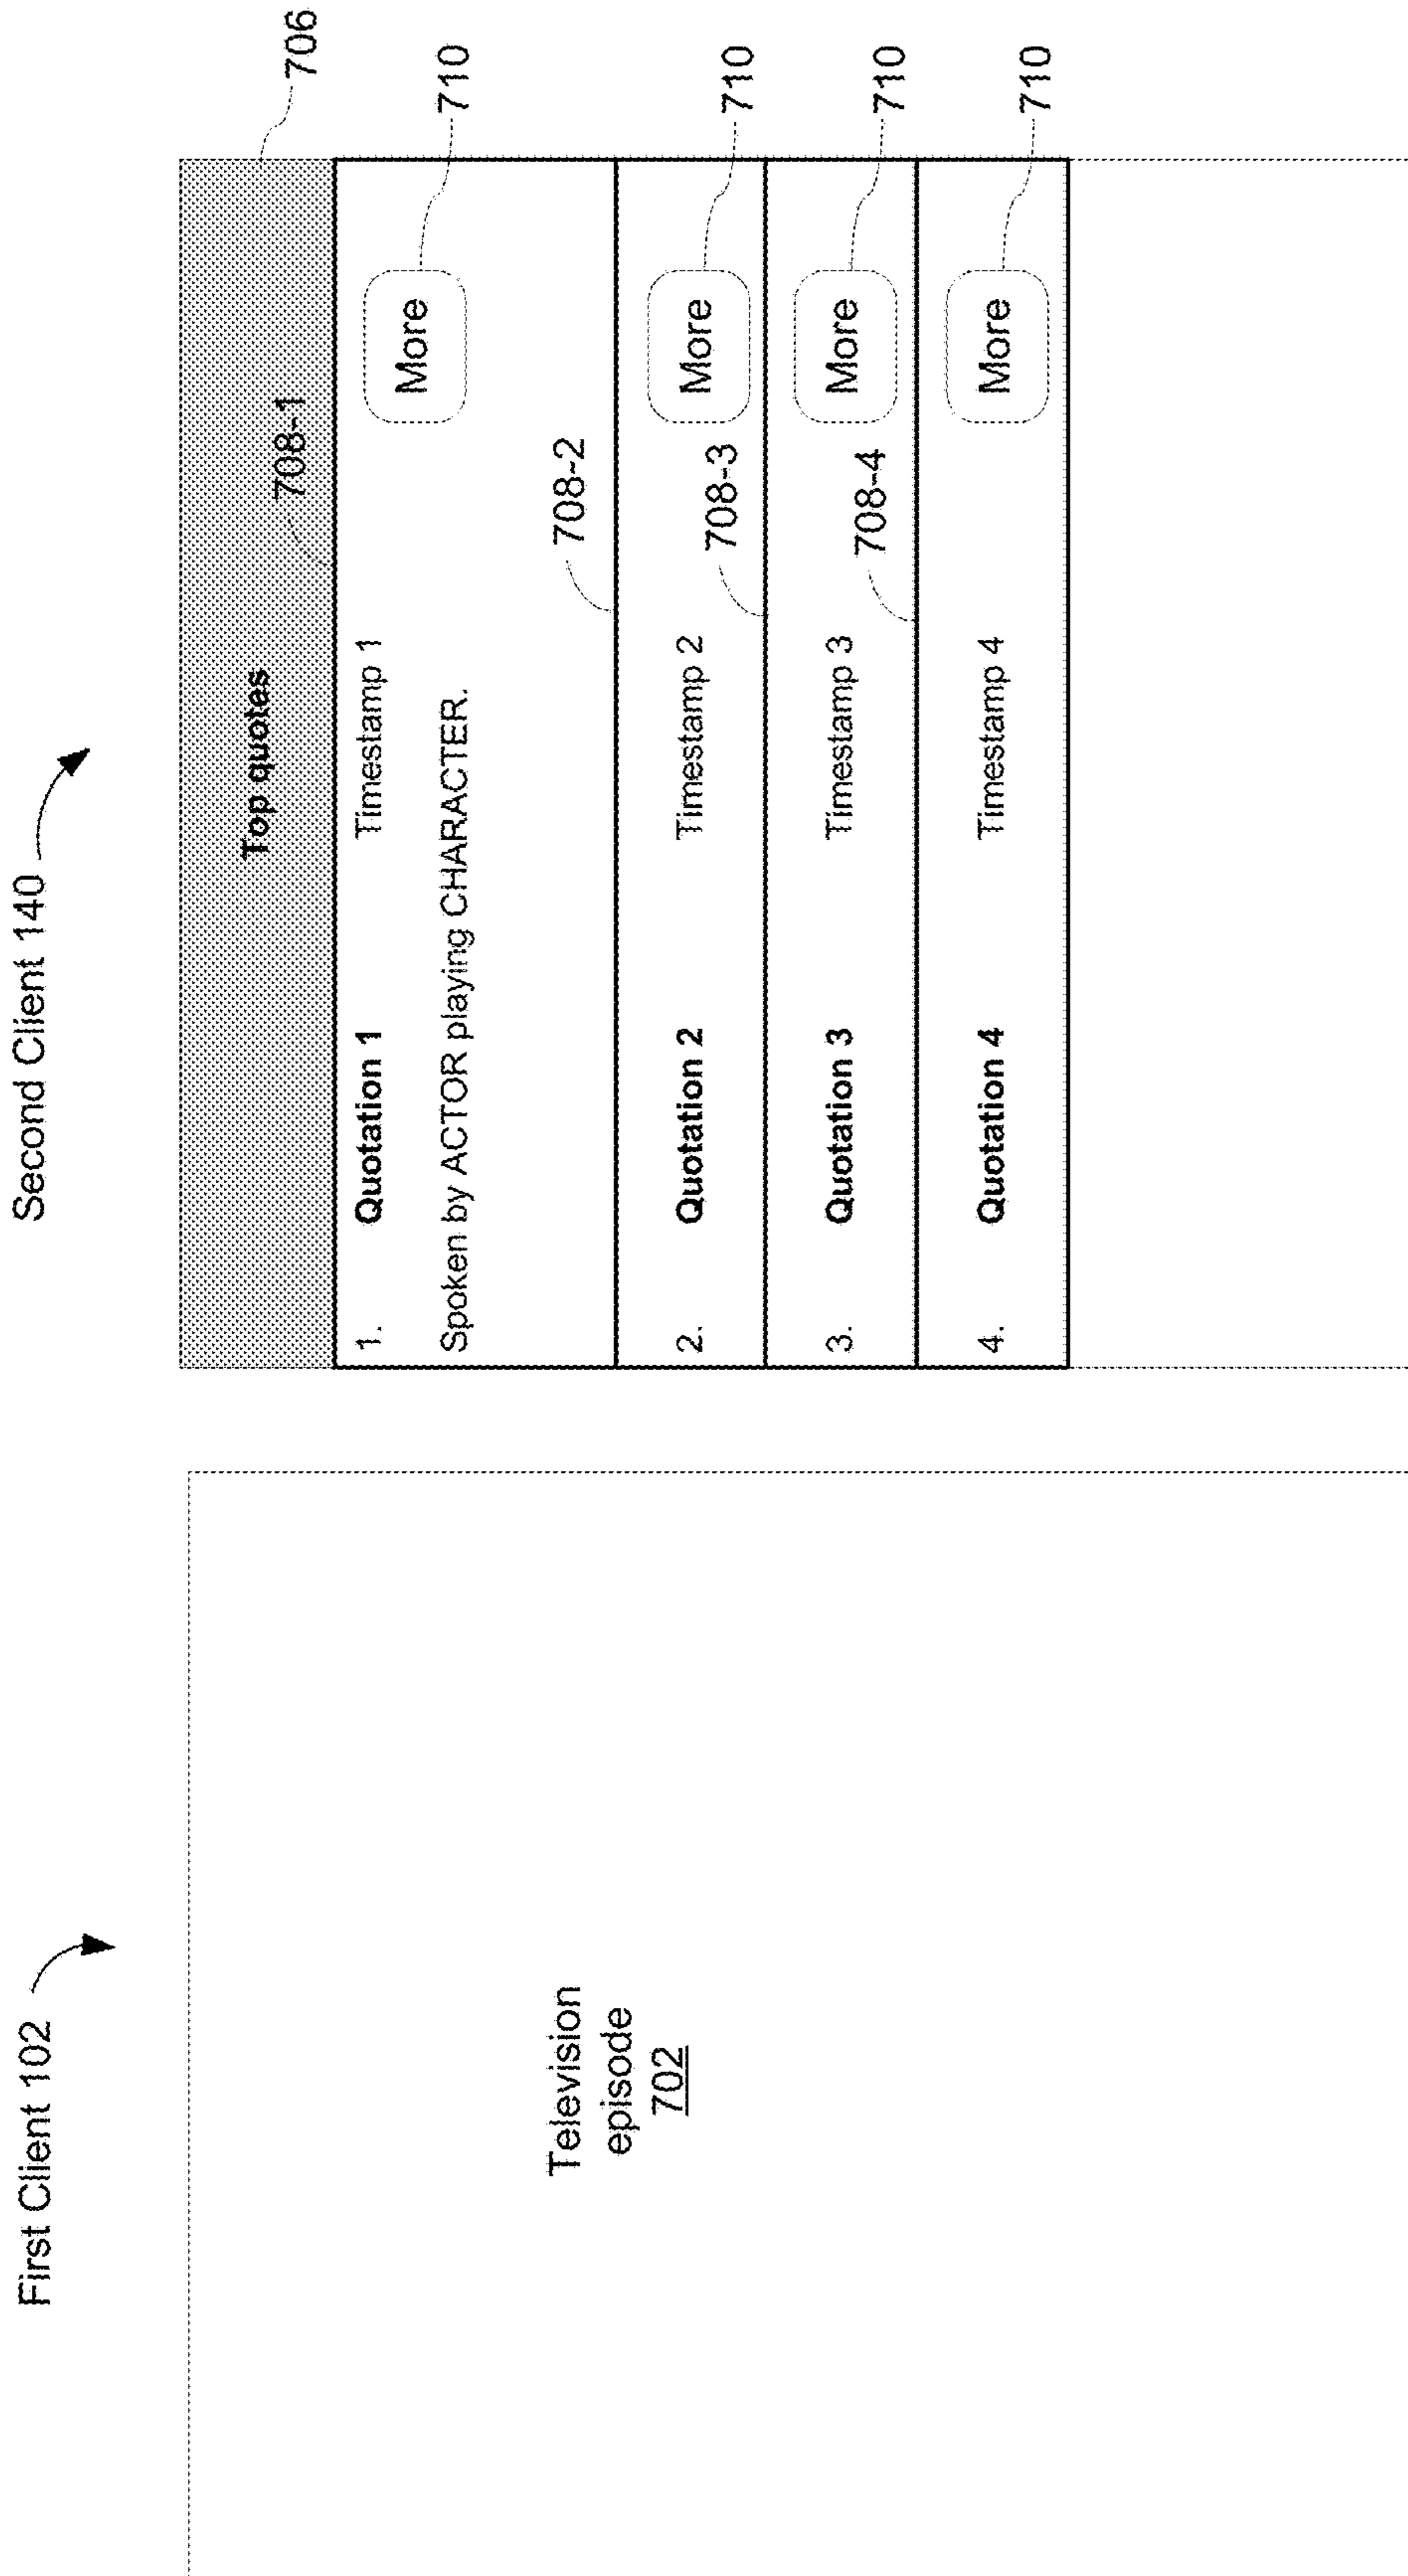 First Client 102
Second Client 140
Television
episode
702
706
Top quotes
708-1
1. Quotation 1 Timestamp 1
More
710
Spoken by ACTOR playing CHARACTER.
708-2
2. Quotation 2 Timestamp 2 More
710
708-3
3. Quotation 3 Timestamp 3 More
710
708-4
4. Quotation 4 Timestamp 4 More
710